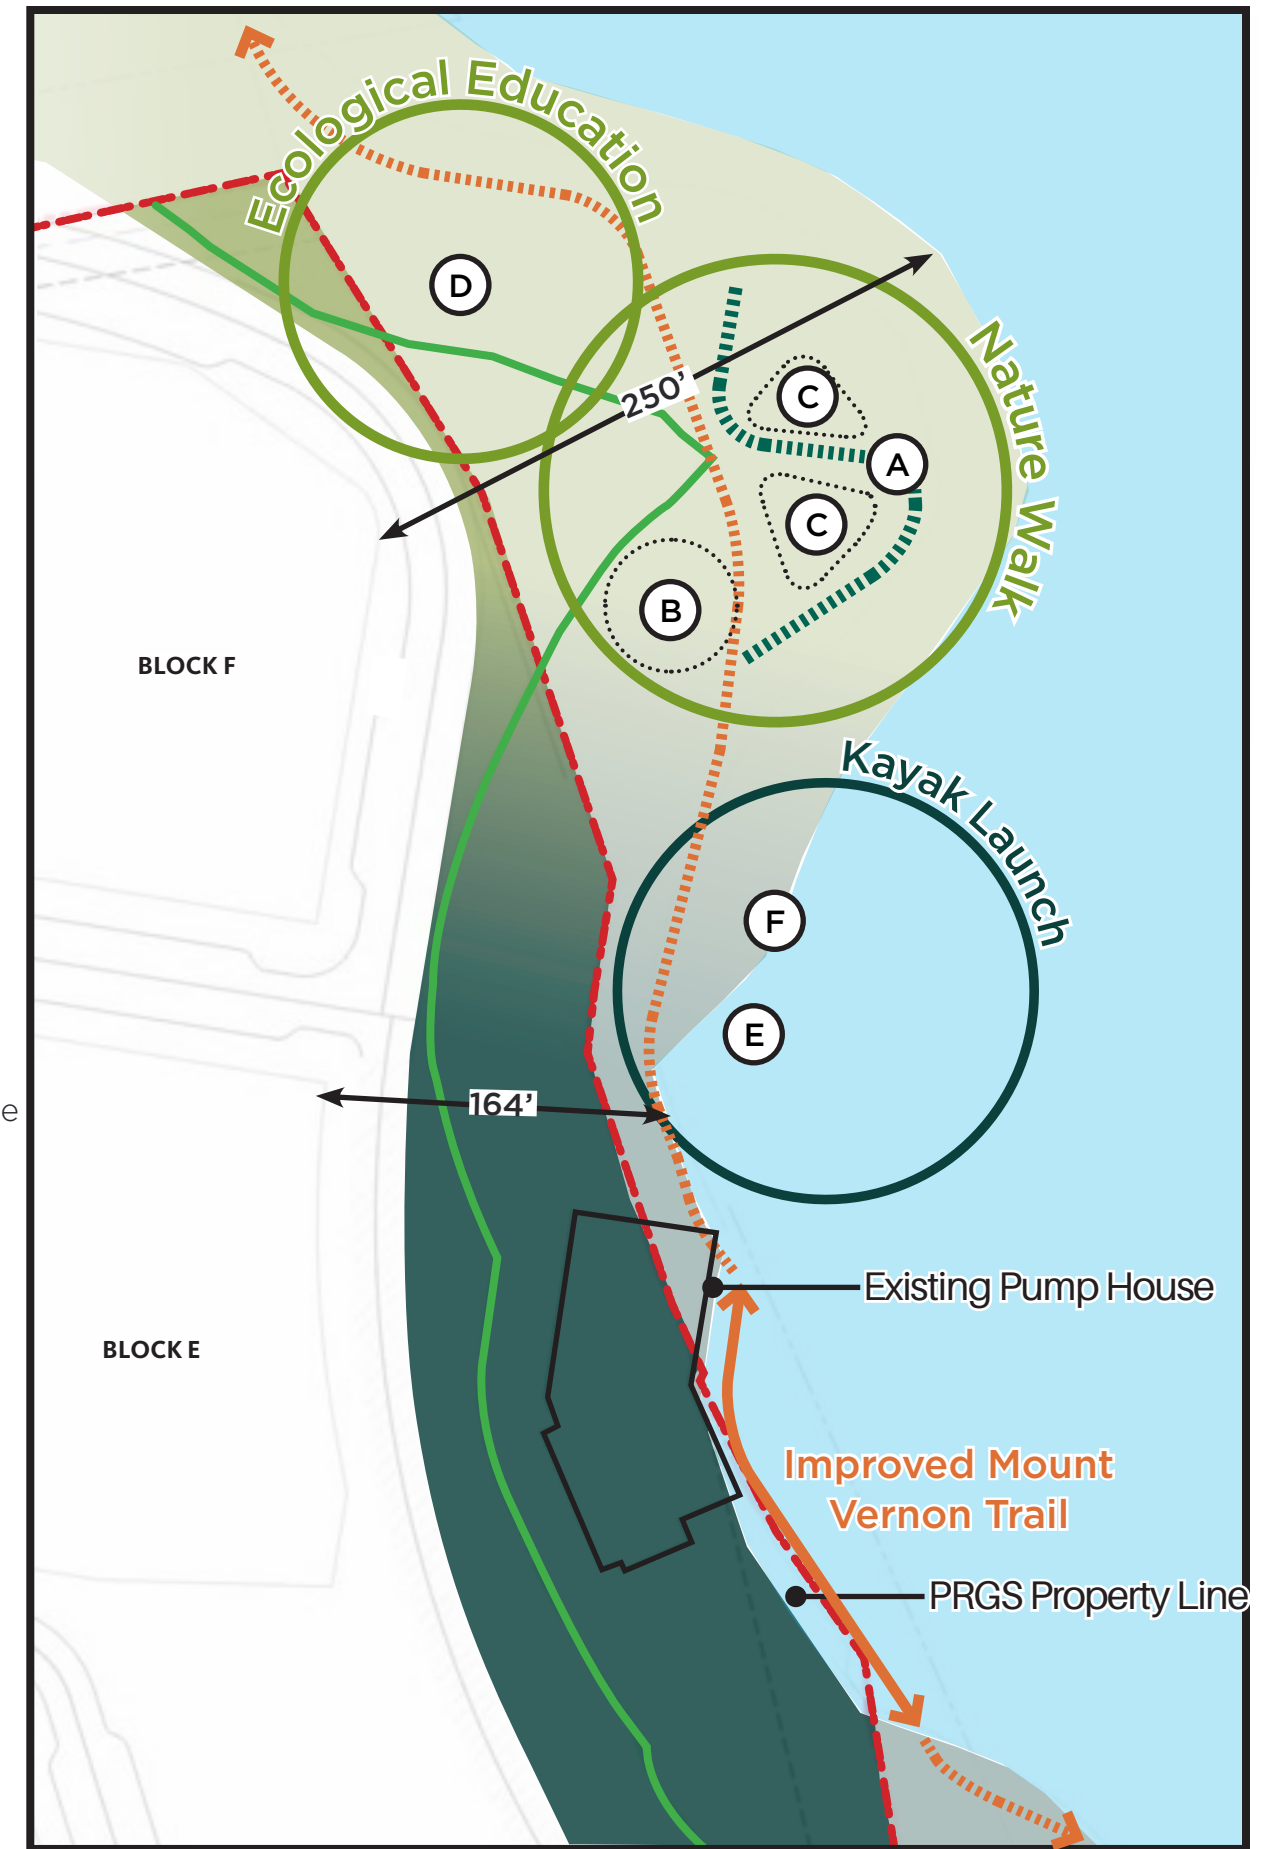 Ecological Education
D
250’
Nature Walk
C
A
C
B
BLOCK F
Kayak Launch
F
E
164’
e
Existing Pump House
BLOCK E
Improved Mount
Vernon Trail
PRGS Property Line